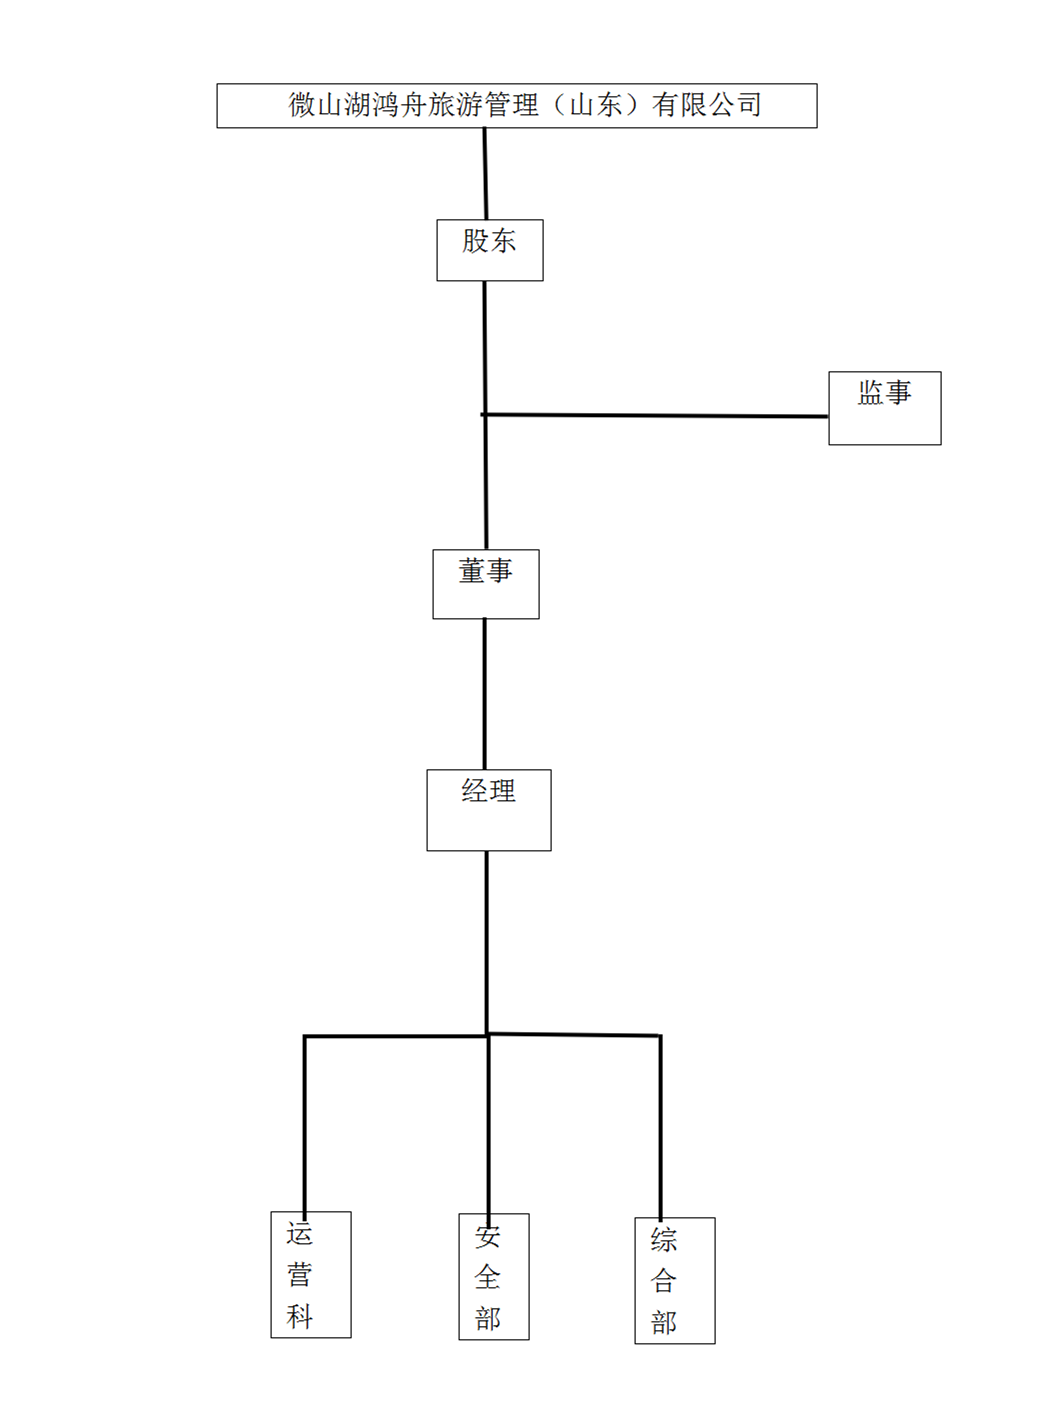 微山湖鸿舟旅游管理（山东）有限公司
股东
监事
董事
经理
运营科
安全部
综合部